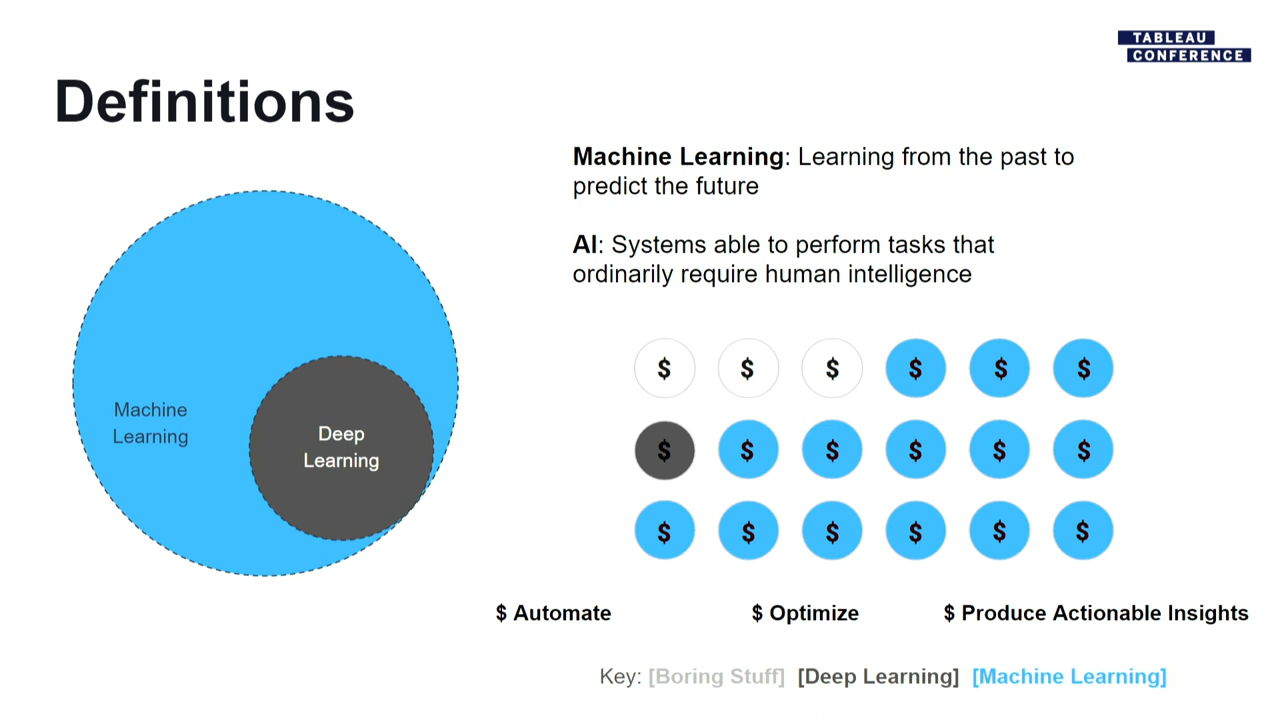 TABLEAU
CONFERENCE
Definitions
Machine Learning: Learning from the past to
predict the future
AI: Systems able to perform tasks that
ordinarily require human intelligence
Machine
Learning
Deep
Learning
$ $ $ $ $ $
$ $ $ $ $ $
$ $ $ $ $ $
$ Automate $ Optimize $ Produce Actionable Insights
Key: [Boring Stuff] [Deep Learning] [Machine Learning]